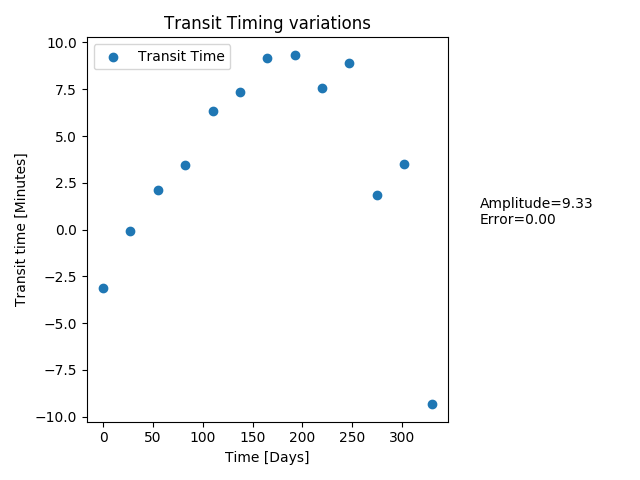 Transit Timing variations
Transit Time
10.0
7.5
5.0
2.5
0.0
−2.5
−5.0
−7.5
−10.0
Transit time [Minutes]
0 50 100 150 200 250 300
Time [Days]
Amplitude=9.33
Error=0.00